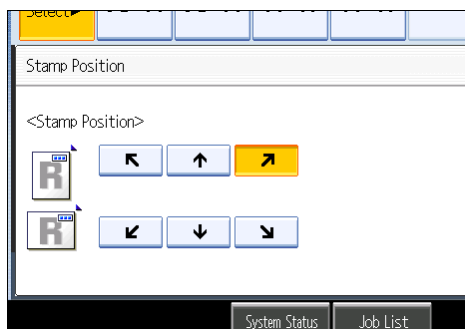 Select►
Stamp Position
<Stamp Position>
R
R
System Status
Job List